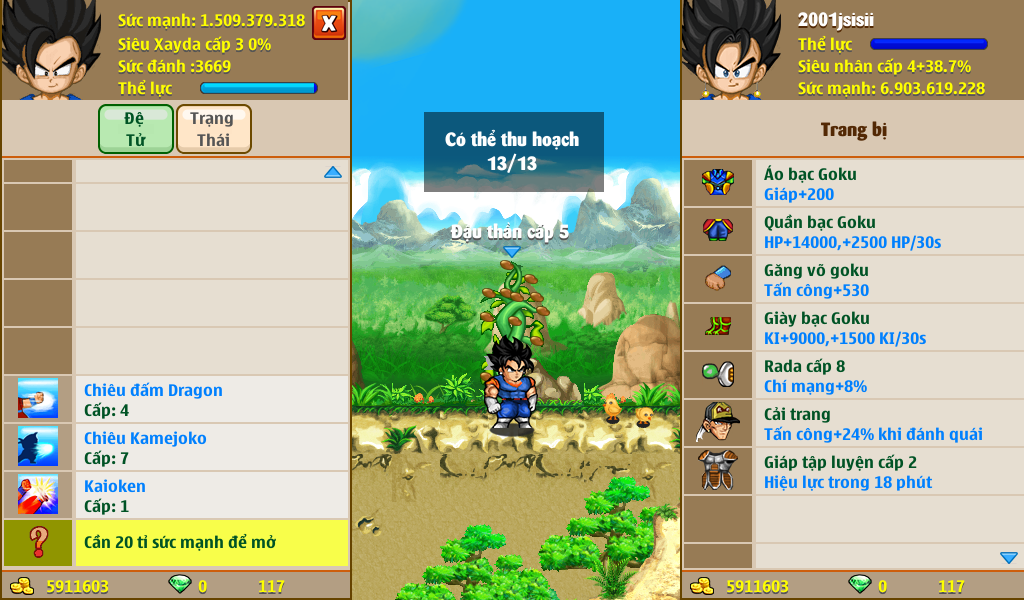 Sức mạnh: 1.509.379.318
X
Siêu Xayda cấp 3 0%
Sức đánh :3669
Thể lực
Đệ
Tử
Trạng
Thái
Chiêu đấm Dragon
Cấp: 4
Chiêu Kamejoko
Cấp: 7
Kaioken
Cấp: 1
?
Cần 20 tỉ sức mạnh để mở
5911603
0
117
Có thể thu hoạch
13/13
Đậu thần cấp 5
2001jsisii
Thể lực
Siêu nhân cấp 4+38.7%
Sức mạnh: 6.903.619.228
Trang bị
Áo bạc Goku
Giáp+200
Quần bạc Goku
HP+14000,+2500 HP/30s
Găng võ goku
Tấn công+530
Giày bạc Goku
KI+9000,+1500 KI/30s
Rada cấp 8
Chí mạng+8%
Cải trang
Tấn công+24% khi đánh quái
Giáp tập luyện cấp 2
Hiệu lực trong 18 phút
5911603
0
117